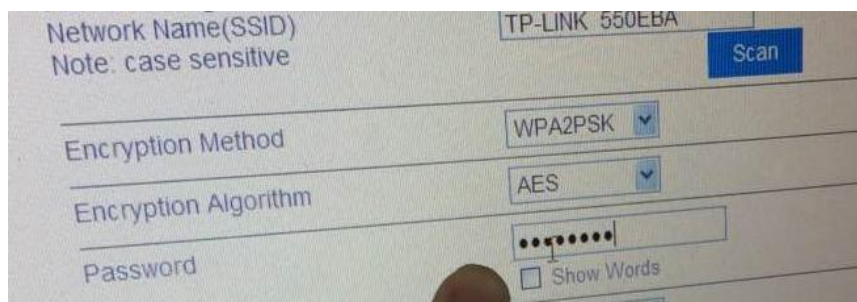 Network Name(SSID)
TP-LINK_550EBA
Note: case sensitive
Scan
Encryption Method
WPA2PSK
Encryption Algorithm
AES
Password
••••••••
Show Words